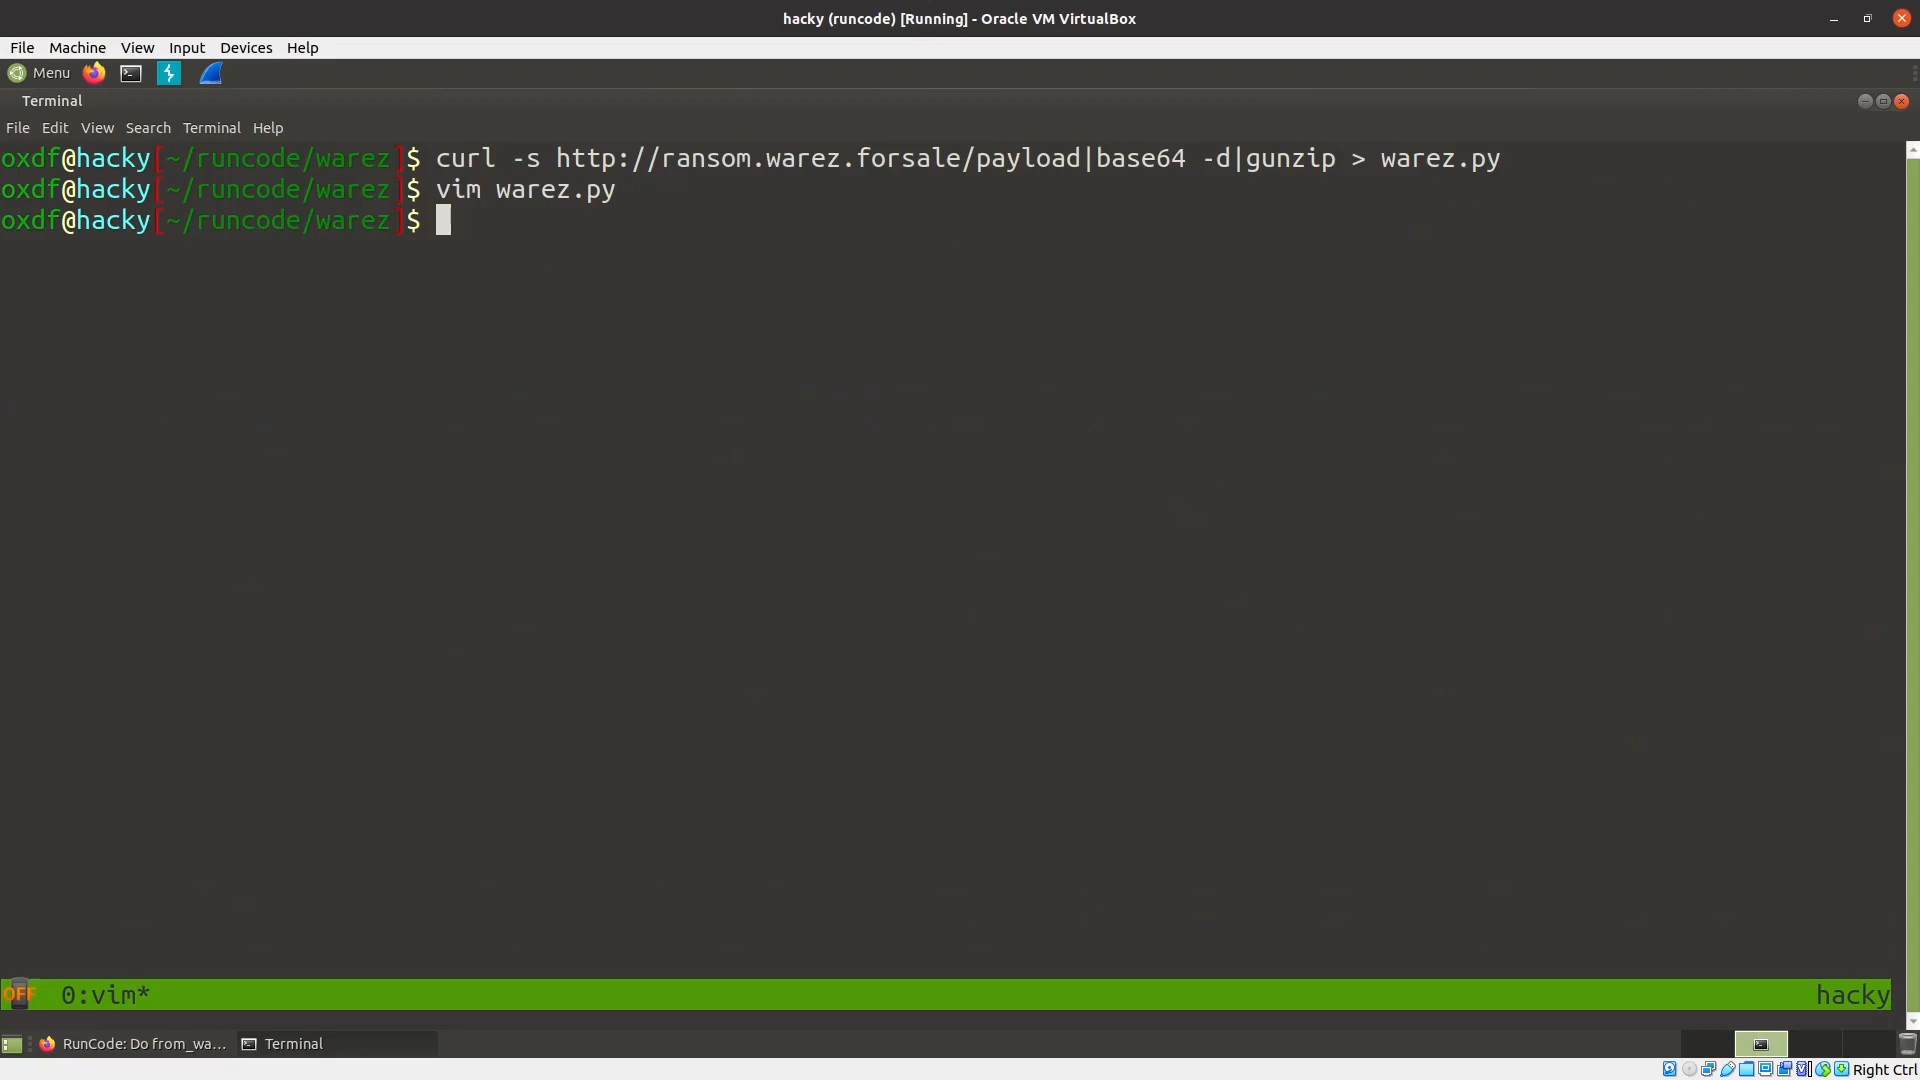 hacky (runcode) [Running] - Oracle VM VirtualBox
File Machine View Input Devices Help
Menu
Terminal
File Edit View Search Terminal Help
oxdf@hacky[~/runcode/warez]$ curl -s http://ransom.warez.forsale/payload|base64 -d|gunzip > warez.py
oxdf@hacky[~/runcode/warez]$ vim warez.py
oxdf@hacky[~/runcode/warez]$
OFF 0:vim* hacky
RunCode: Do from_wa... Terminal
Right Ctrl